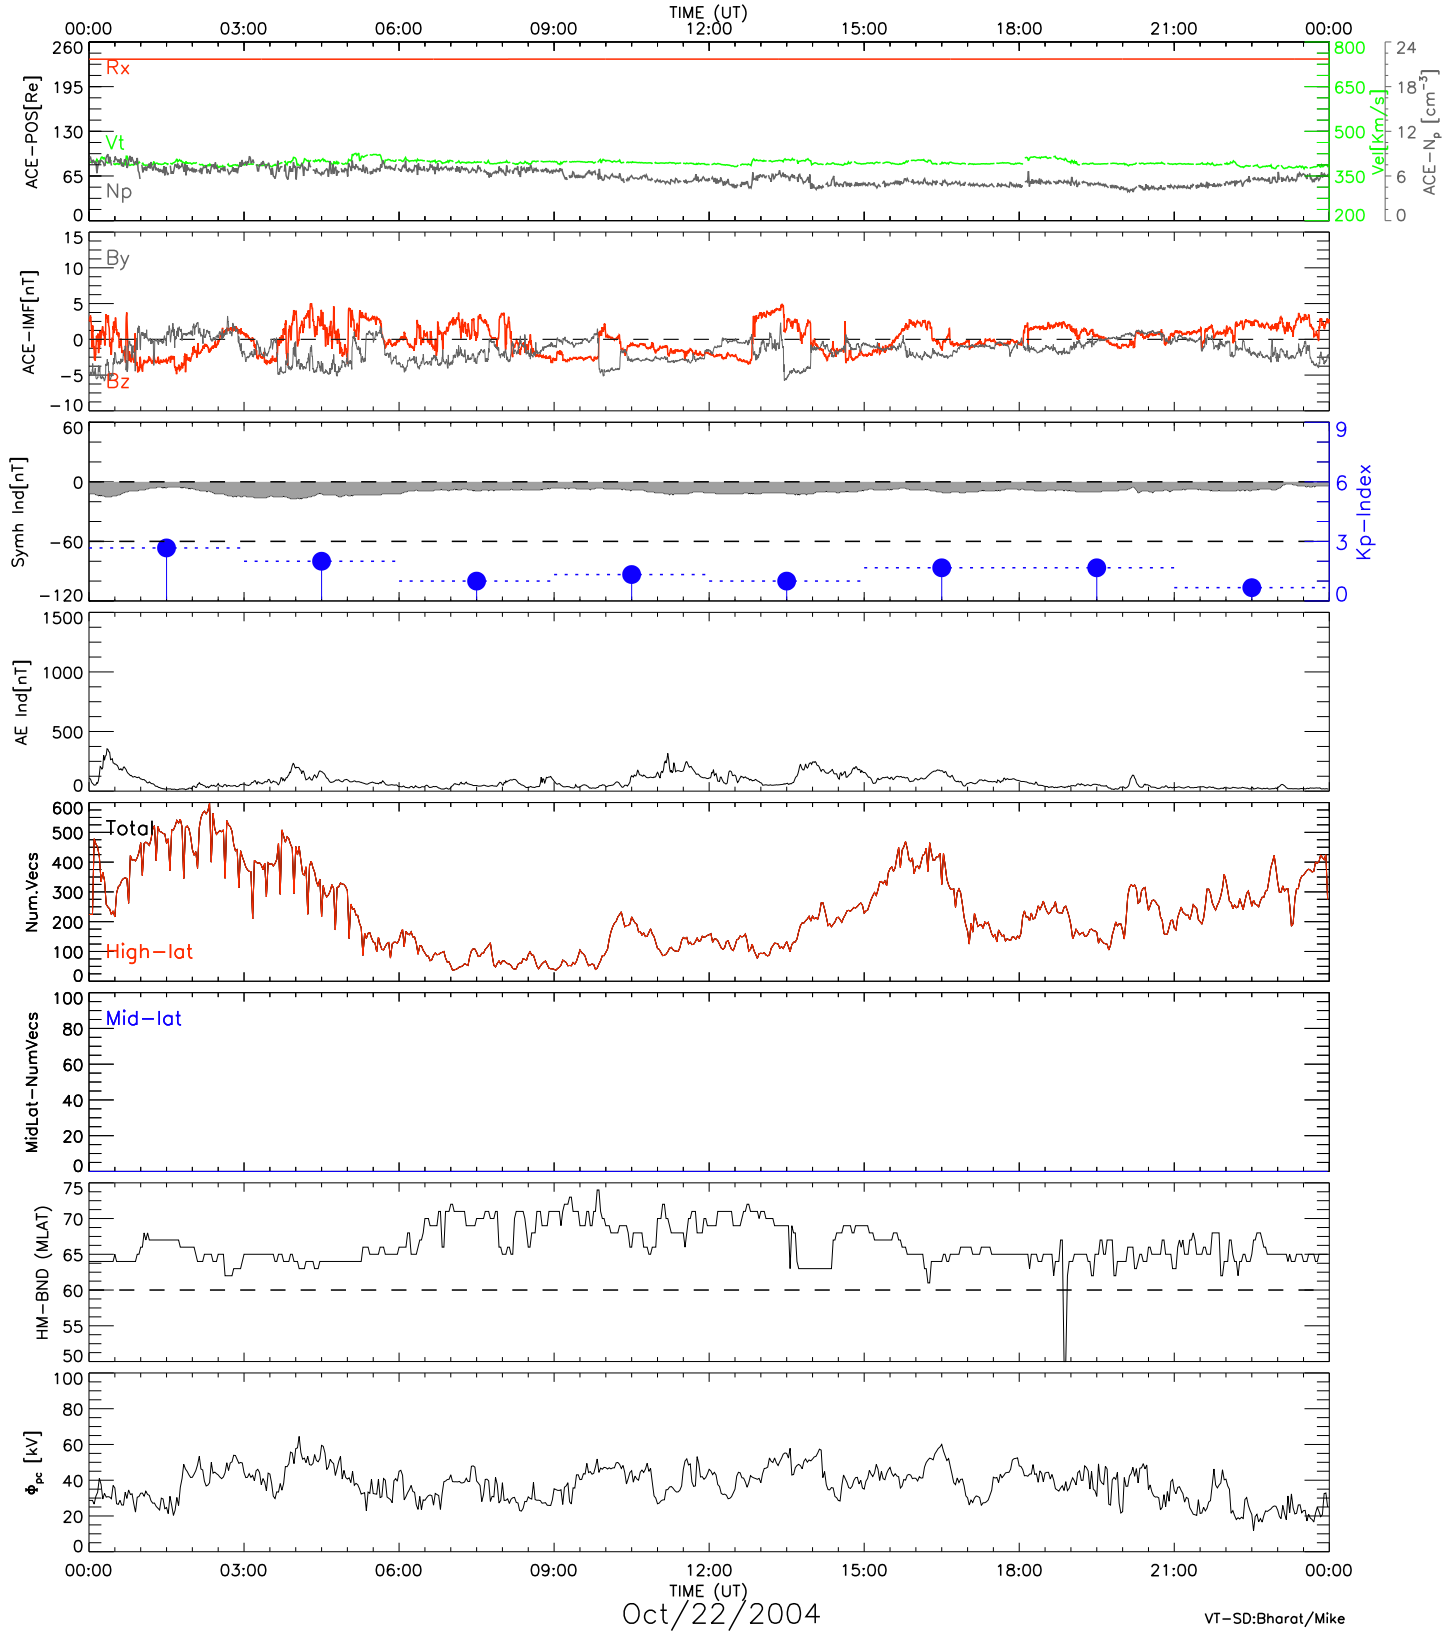 TIME (UT)
00:00 03:00 06:00 09:00 12:00 15:00 18:00 21:00 00:00
ACE-POS[Re]
260
195
130
65
0
Rx
Vt
Np
800
650
500
350
200
Vel[Km/s]
24
18
12
6
0
ACE-Np [cm-3]
ACE-IMF[nT]
15
10
5
0
-5
-10
By
Bz
Symh Ind[nT]
60
0
-60
-120
9
6
3
0
Kp-Index
AE Ind[nT]
1500
1000
500
0
Num.Vecs
600
500
400
300
200
100
0
Total
High-lat
MidLat-NumVecs
100
80
60
40
20
0
Mid-lat
HM-BND (MLAT)
75
70
65
60
55
50
Φpc [kV]
100
80
60
40
20
0
00:00 03:00 06:00 09:00 12:00 15:00 18:00 21:00 00:00
TIME (UT)
Oct/22/2004
VT-SD:Bharat/Mike